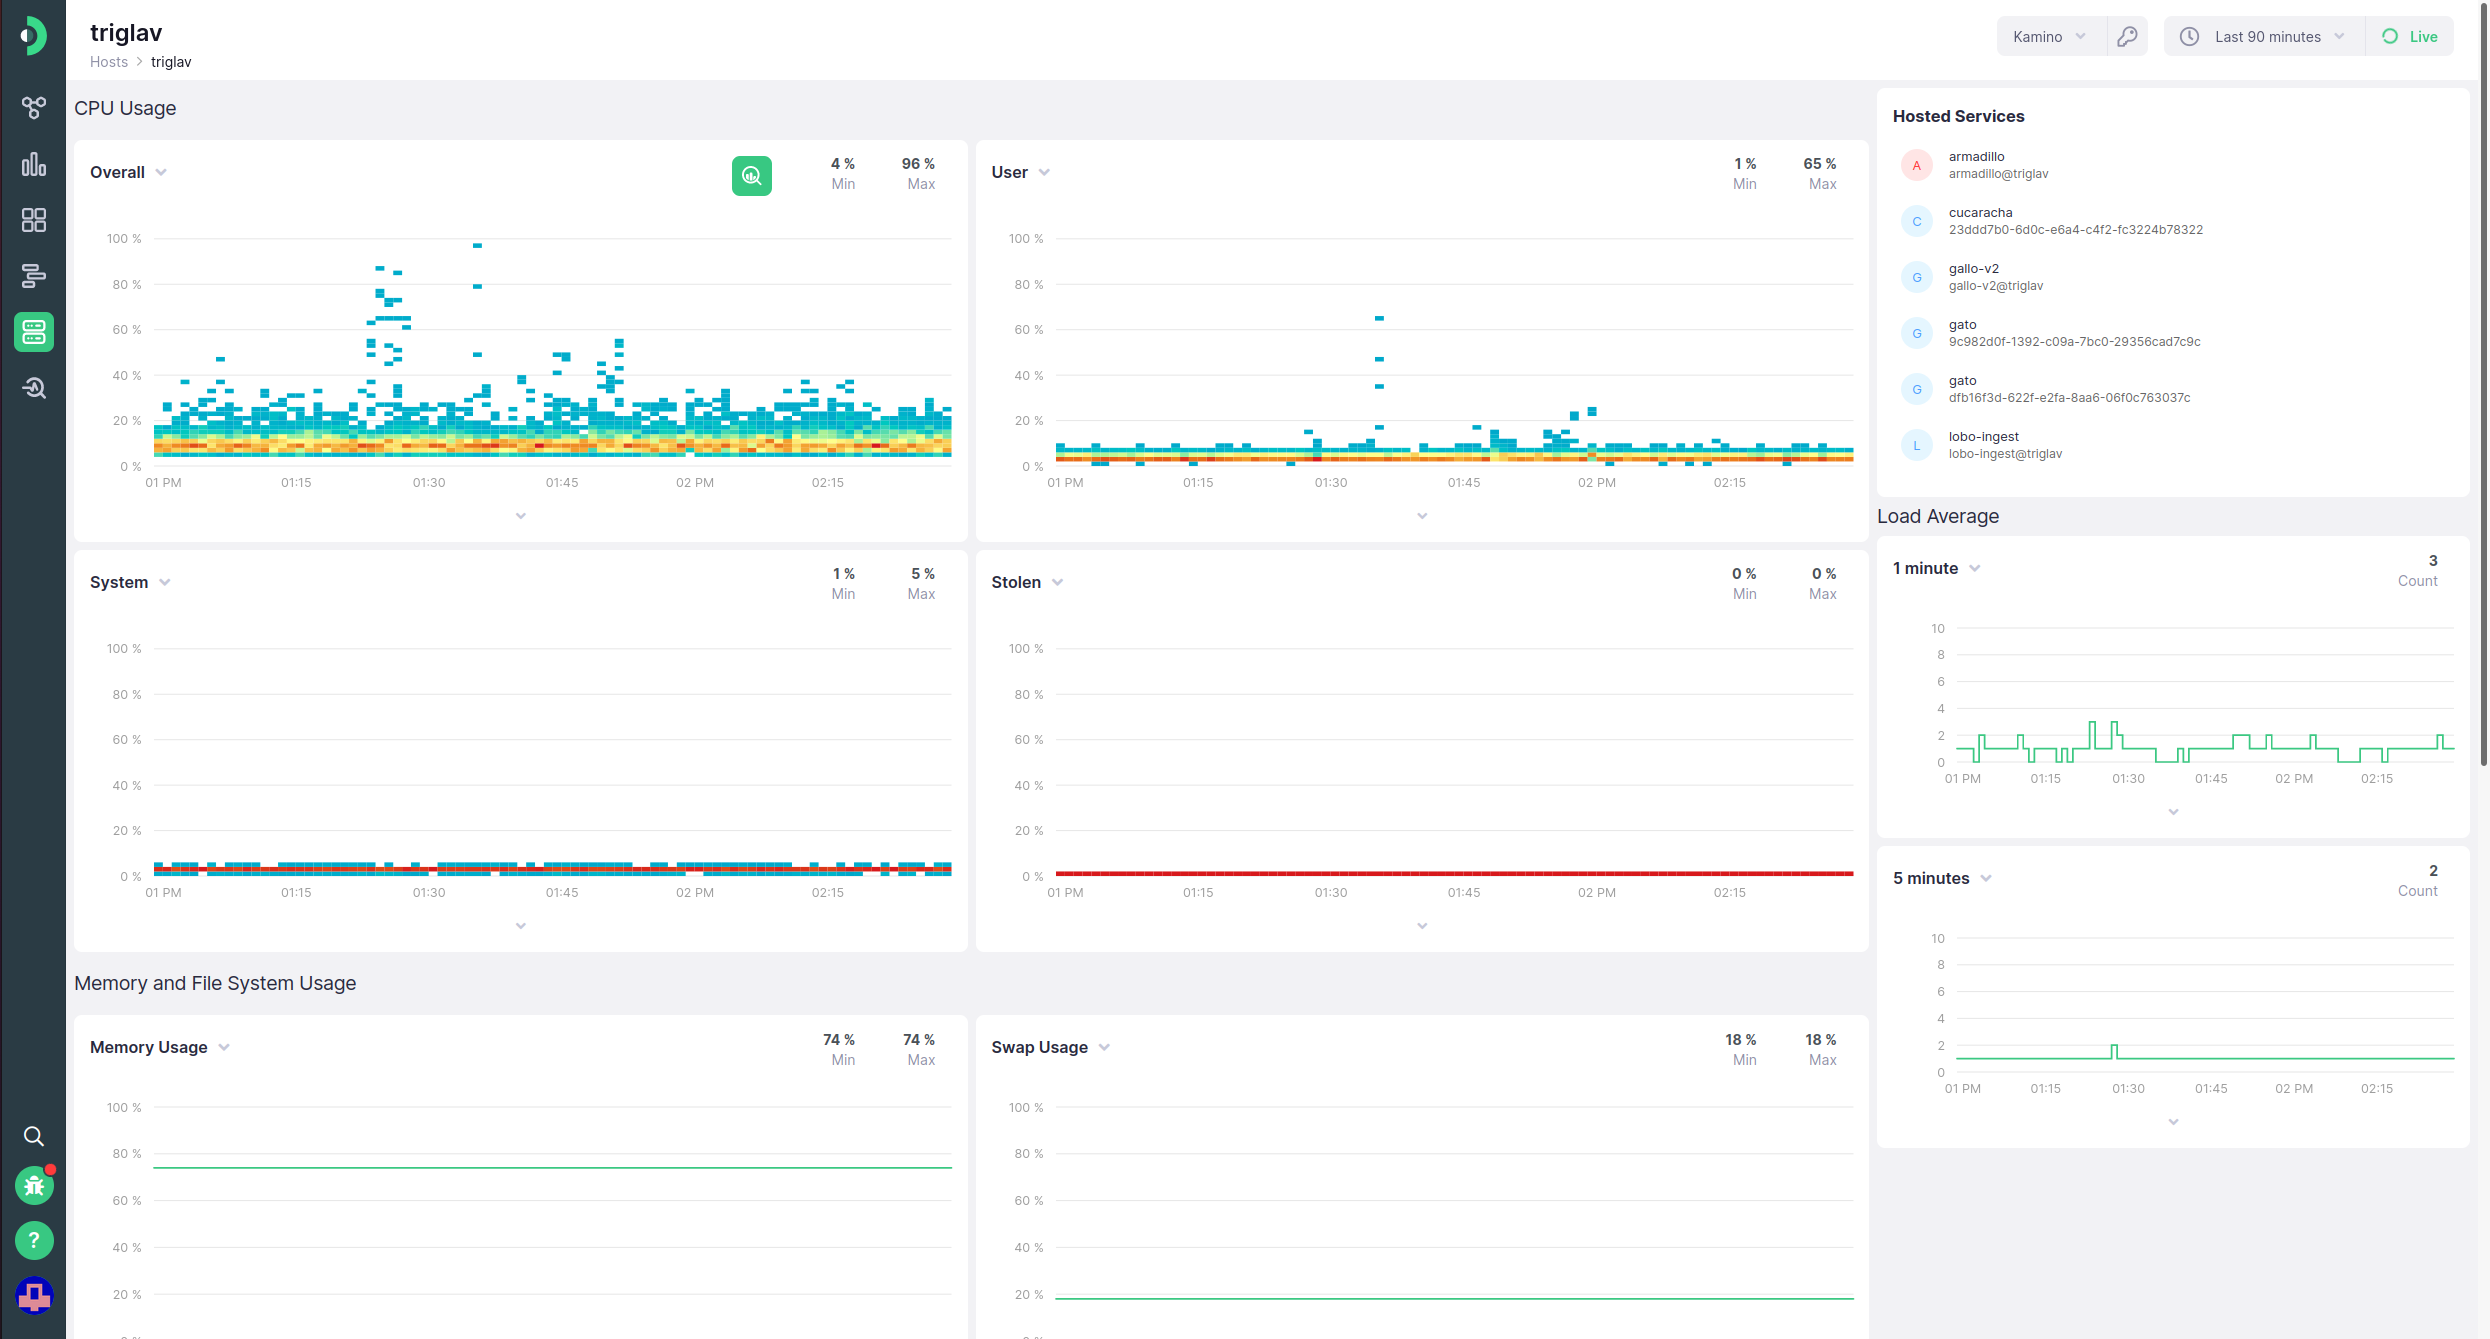 triglav
Hosts > triglav
Kamino
Last 90 minutes
Live
CPU Usage
Overall
4 % 96 %
Min Max
100 %
80 %
60 %
40 %
20 %
0 %
01 PM 01:15 01:30 01:45 02 PM 02:15
User
1 % 65 %
Min Max
100 %
80 %
60 %
40 %
20 %
0 %
01 PM 01:15 01:30 01:45 02 PM 02:15
System
1 % 5 %
Min Max
100 %
80 %
60 %
40 %
20 %
0 %
01 PM 01:15 01:30 01:45 02 PM 02:15
Stolen
0 % 0 %
Min Max
100 %
80 %
60 %
40 %
20 %
0 %
01 PM 01:15 01:30 01:45 02 PM 02:15
Memory and File System Usage
Memory Usage
74 % 74 %
Min Max
100 %
80 %
60 %
40 %
20 %
Swap Usage
18 % 18 %
Min Max
100 %
80 %
60 %
40 %
20 %
Hosted Services
A armadillo
armadillo@triglav
C cucaracha
23ddd7b0-6d0c-e6a4-c4f2-fc3224b78322
G gallo-v2
gallo-v2@triglav
G gato
9c982d0f-1392-c09a-7bc0-29356cad7c9c
G gato
dfb16f3d-622f-e2fa-8aa6-06f0c763037c
L lobo-ingest
lobo-ingest@triglav
Load Average
1 minute
3
Count
10
8
6
4
2
0
01 PM 01:15 01:30 01:45 02 PM 02:15
5 minutes
2
Count
10
8
6
4
2
0
01 PM 01:15 01:30 01:45 02 PM 02:15
?